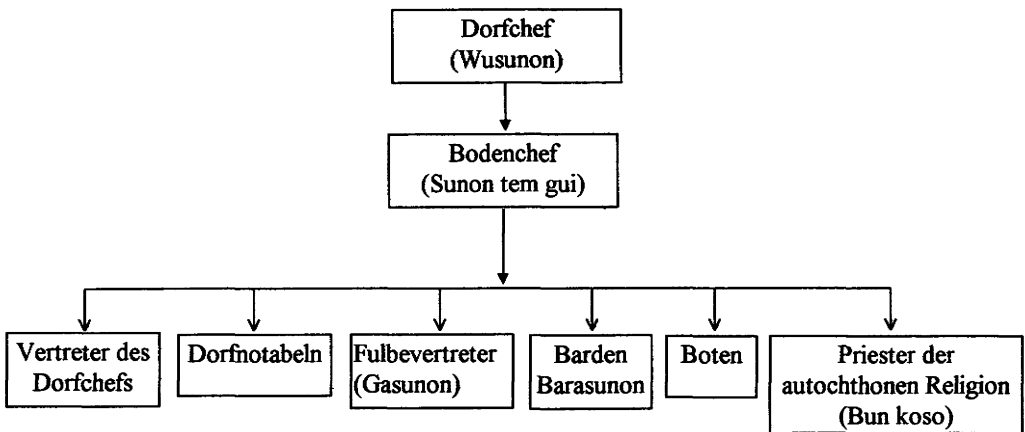 Dorfchef
(Wusunon)
Bodenchef
(Sunon tem gui)
Vertreter des
Dorfchefs
Dorfnotabeln
Fulbevertreter
(Gasunon)
Barden
Barasunon
Boten
Priester der
autochthonen Religion
(Bun koso)